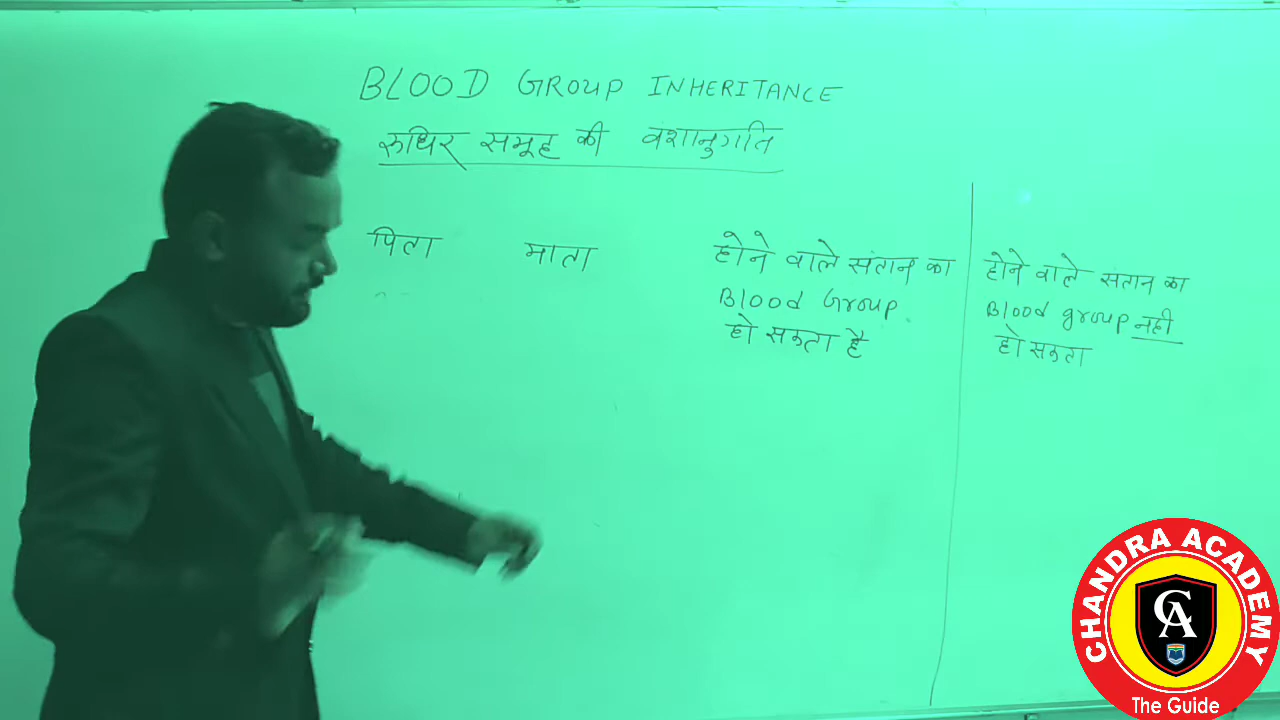 BLOOD GROUP INHERITANCE
रुधिर समूह की वंशानुगति
पिता माता
होने वाले संतान का
Blood Group
हो सकता है
होने वाले संतान का
Blood group नही
हो सकता
CHANDRA ACADEMY
CA
The Guide